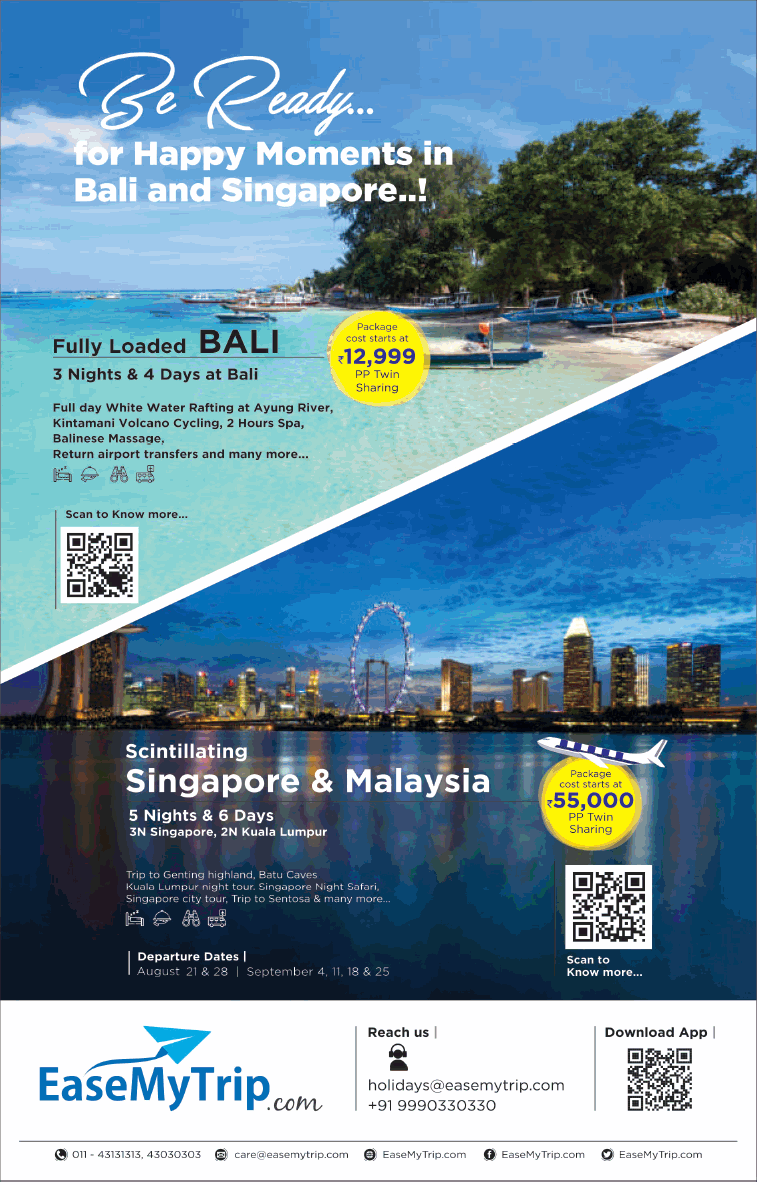 Be Ready...
for Happy Moments in
Bali and Singapore..!
Fully Loaded BALI
3 Nights & 4 Days at Bali
Package
cost starts at
₹12,999
PP Twin
Sharing
Full day White Water Rafting at Ayung River,
Kintamani Volcano Cycling, 2 Hours Spa,
Balinese Massage,
Return airport transfers and many more...
Scan to Know more...
Scintillating
Singapore & Malaysia
5 Nights & 6 Days
3N Singapore, 2N Kuala Lumpur
Package
cost starts at
₹55,000
PP Twin
Sharing
Trip to Genting highland, Batu Caves
Kuala Lumpur night tour. Singapore Night Safari,
Singapore city tour, Trip to Sentosa & many more...
Departure Dates |
August 21 & 28 | September 4, 11, 18 & 25
Scan to
Know more...
EaseMyTrip.com
Reach us |
holidays@easemytrip.com
+91 9990330330
Download App |
011 - 43131313, 43030303 care@easemytrip.com EaseMyTrip.com EaseMyTrip.com EaseMyTrip.com